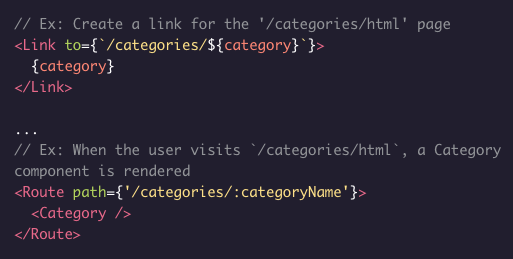 // Ex: Create a link for the '/categories/html' page
<Link to={`/categories/${category}`}>
  {category}
</Link>

...
// Ex: When the user visits `/categories/html`, a Category
component is rendered
<Route path={'/categories/:categoryName'}>
  <Category />
</Route>